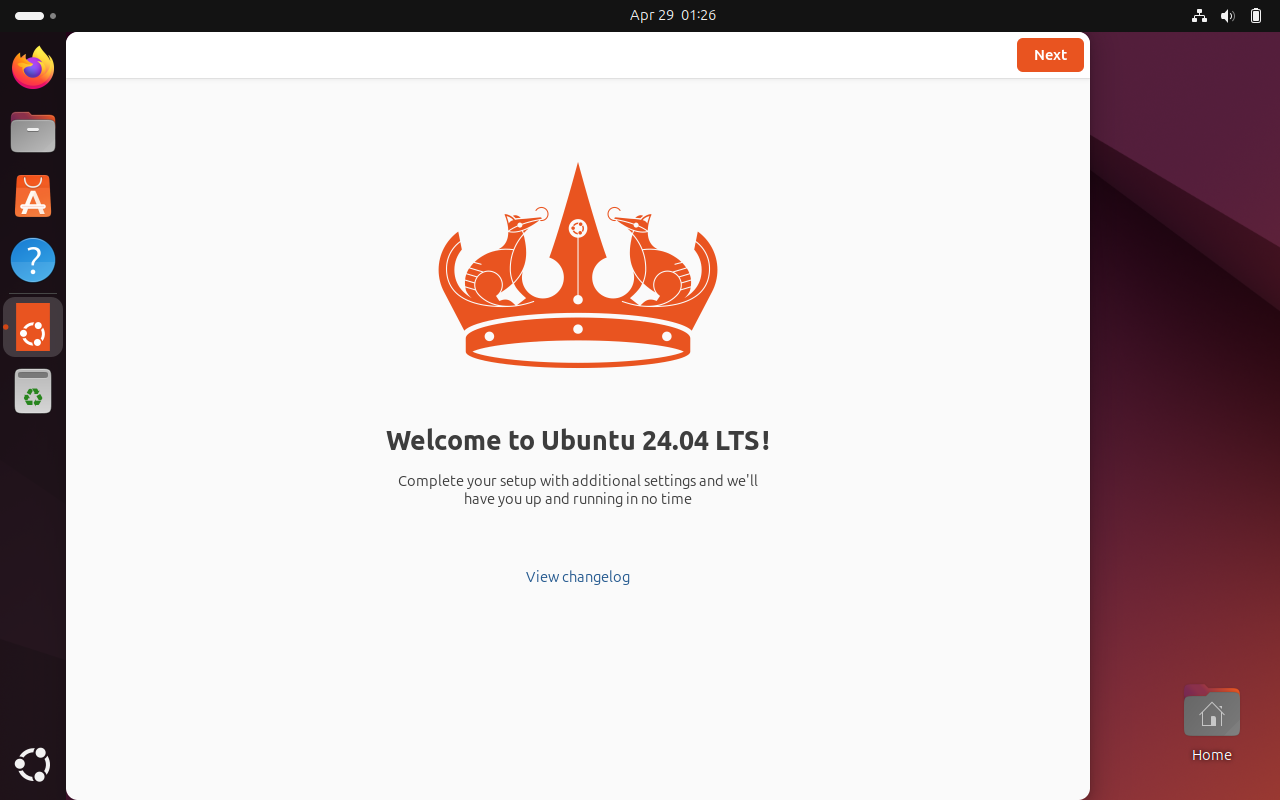 Apr 29 01:26
Next
Welcome to Ubuntu 24.04 LTS!
Complete your setup with additional settings and we'll
have you up and running in no time
View changelog
Home